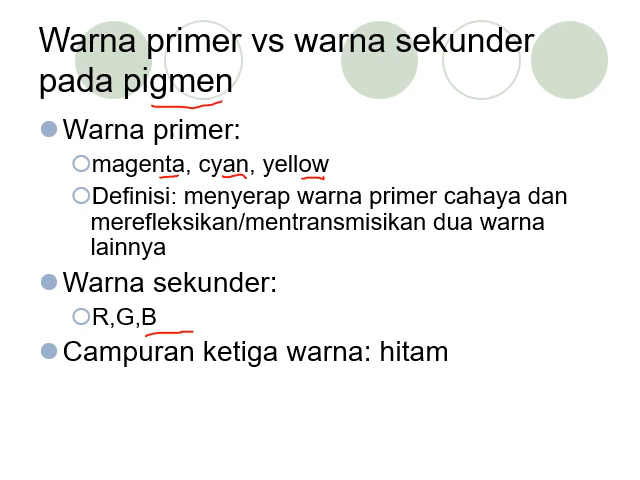 Warna primer vs warna sekunder
pada pigmen
Warna primer:
magenta, cyan, yellow
Definisi: menyerap warna primer cahaya dan
merefleksikan/mentransmisikan dua warna
lainnya
Warna sekunder:
R,G,B
Campuran ketiga warna: hitam